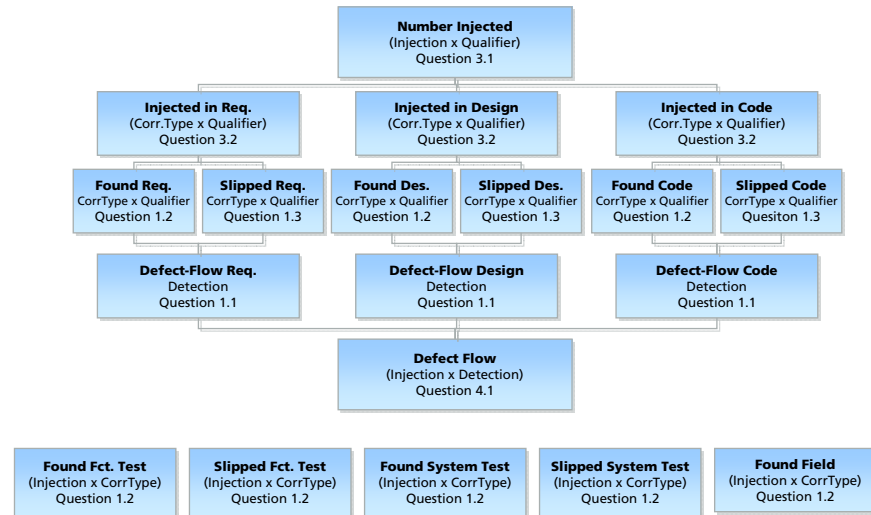 Number Injected
(Injection x Qualifier)
Question 3.1
Injected in Req.
(Corr.Type x Qualifier)
Question 3.2
Injected in Design
(Corr.Type x Qualifier)
Question 3.2
Injected in Code
(Corr.Type x Qualifier)
Question 3.2
Found Req.
CorrType x Qualifier
Question 1.2
Slipped Req.
CorrType x Qualifier
Question 1.3
Found Des.
CorrType x Qualifier
Question 1.2
Slipped Des.
CorrType x Qualifier
Question 1.3
Found Code
CorrType x Qualifier
Question 1.2
Slipped Code
CorrType x Qualifier
Quesiton 1.3
Defect-Flow Req.
Detection
Question 1.1
Defect-Flow Design
Detection
Question 1.1
Defect-Flow Code
Detection
Question 1.1
Defect Flow
(Injection x Detection)
Question 4.1
Found Fct. Test
(Injection x CorrType)
Question 1.2
Slipped Fct. Test
(Injection x CorrType)
Question 1.2
Found System Test
(Injection x CorrType)
Question 1.2
Slipped System Test
(Injection x CorrType)
Question 1.2
Found Field
(Injection x CorrType)
Question 1.2